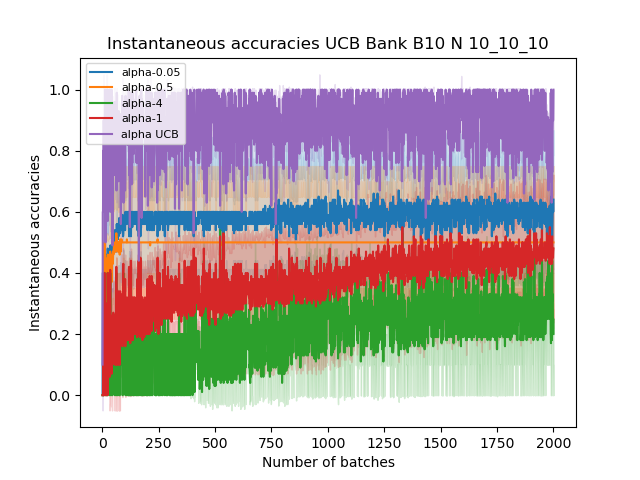 Instantaneous accuracies UCB Bank B10 N 10_10_10
alpha-0.05
alpha-0.5
alpha-4
alpha-1
alpha UCB
1.0
0.8
0.6
0.4
0.2
0.0
Instantaneous accuracies
0 250 500 750 1000 1250 1500 1750 2000
Number of batches